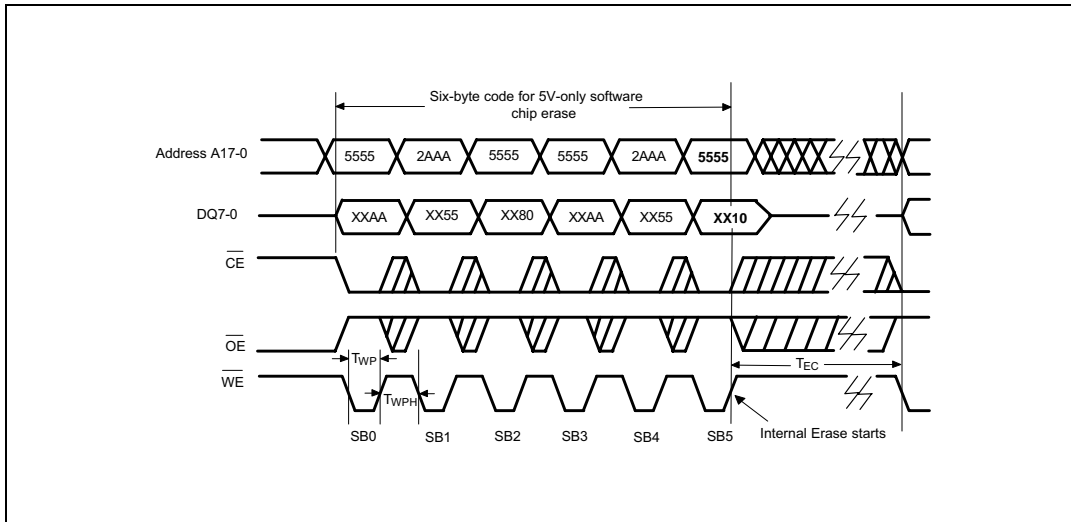 Six-byte code for 5V-only software
chip erase
Address A17-0
5555 2AAA 5555 5555 2AAA 5555
DQ7-0
XXAA XX55 XX80 XXAA XX55 XX10
CE
OE
TWP
TEC
WE
TWPH
SB0 SB1 SB2 SB3 SB4 SB5
Internal Erase starts